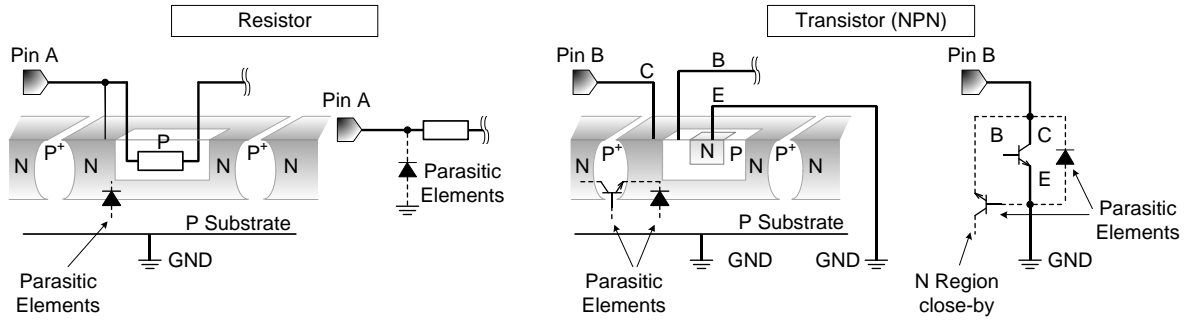 Resistor
Transistor (NPN)
Pin A
Pin B
Pin B
C
B
E
Pin A
P
N
P+
N
N
P+
N
N
P+
N
N
P
P+
N
N
B
C
E
Parasitic
Elements
P Substrate
P Substrate
Parasitic
Elements
GND
GND
GND
GND
Parasitic
Elements
Parasitic
Elements
N Region
close-by